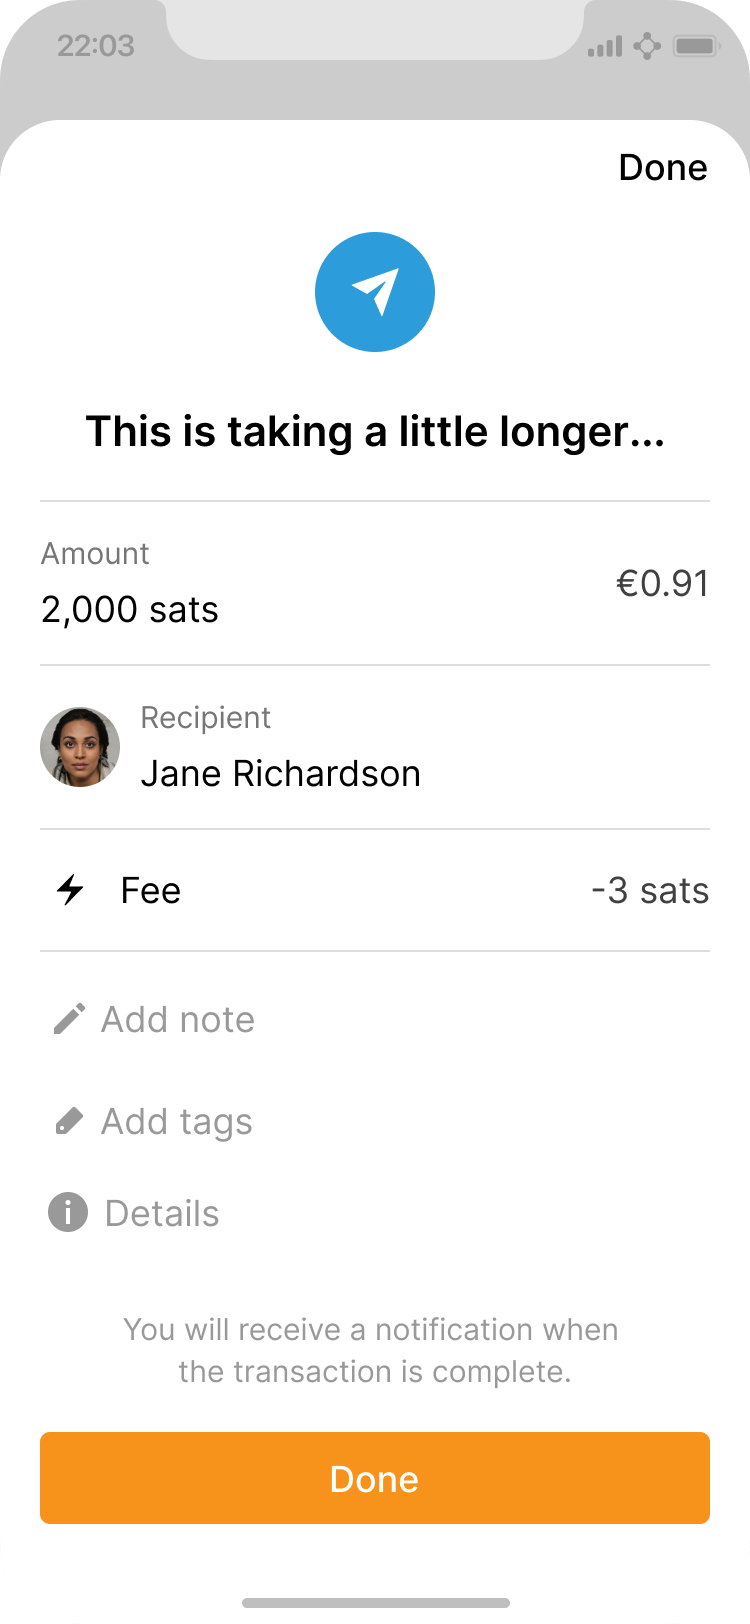 22:03
Done
This is taking a little longer...
Amount
2,000 sats
€0.91
Recipient
Jane Richardson
Fee
-3 sats
Add note
Add tags
Details
You will receive a notification when
the transaction is complete.
Done